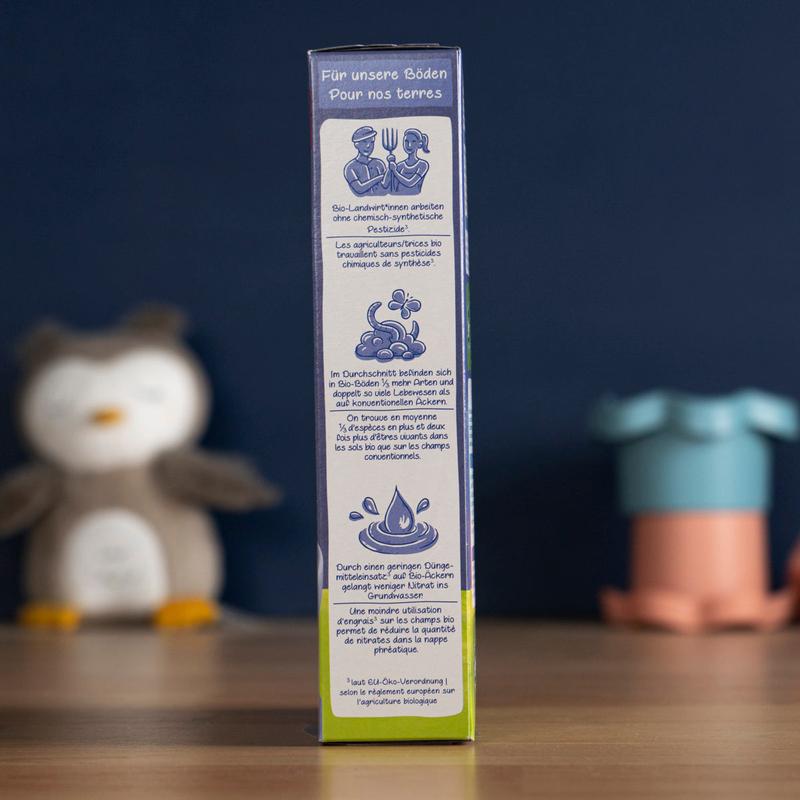 Für unsere Böden
Pour nos terres
Bio-Landwirt*innen arbeiten
ohne chemisch-synthetische
Pestizide³.
Les agriculteurs/trices bio
travaillent sans pesticides
chimiques de synthèse³.
Im Durchschnitt befinden sich
in Bio-Böden ⅓ mehr Arten und
doppelt so viele Lebewesen als
auf konventionellen Äckern.
On trouve en moyenne
⅓ d'espèces en plus et deux
fois plus d'êtres vivants dans
les sols bio que sur les champs
conventionnels.
Durch einen geringen Dünge-
mitteleinsatz³ auf Bio-Äckern
gelangt weniger Nitrat ins
Grundwasser.
Une moindre utilisation
d'engrais³ sur les champs bio
permet de réduire la quantité
de nitrates dans la nappe
phréatique.
³ laut EU-Öko-Verordnung |
selon le règlement européen sur
l'agriculture biologique